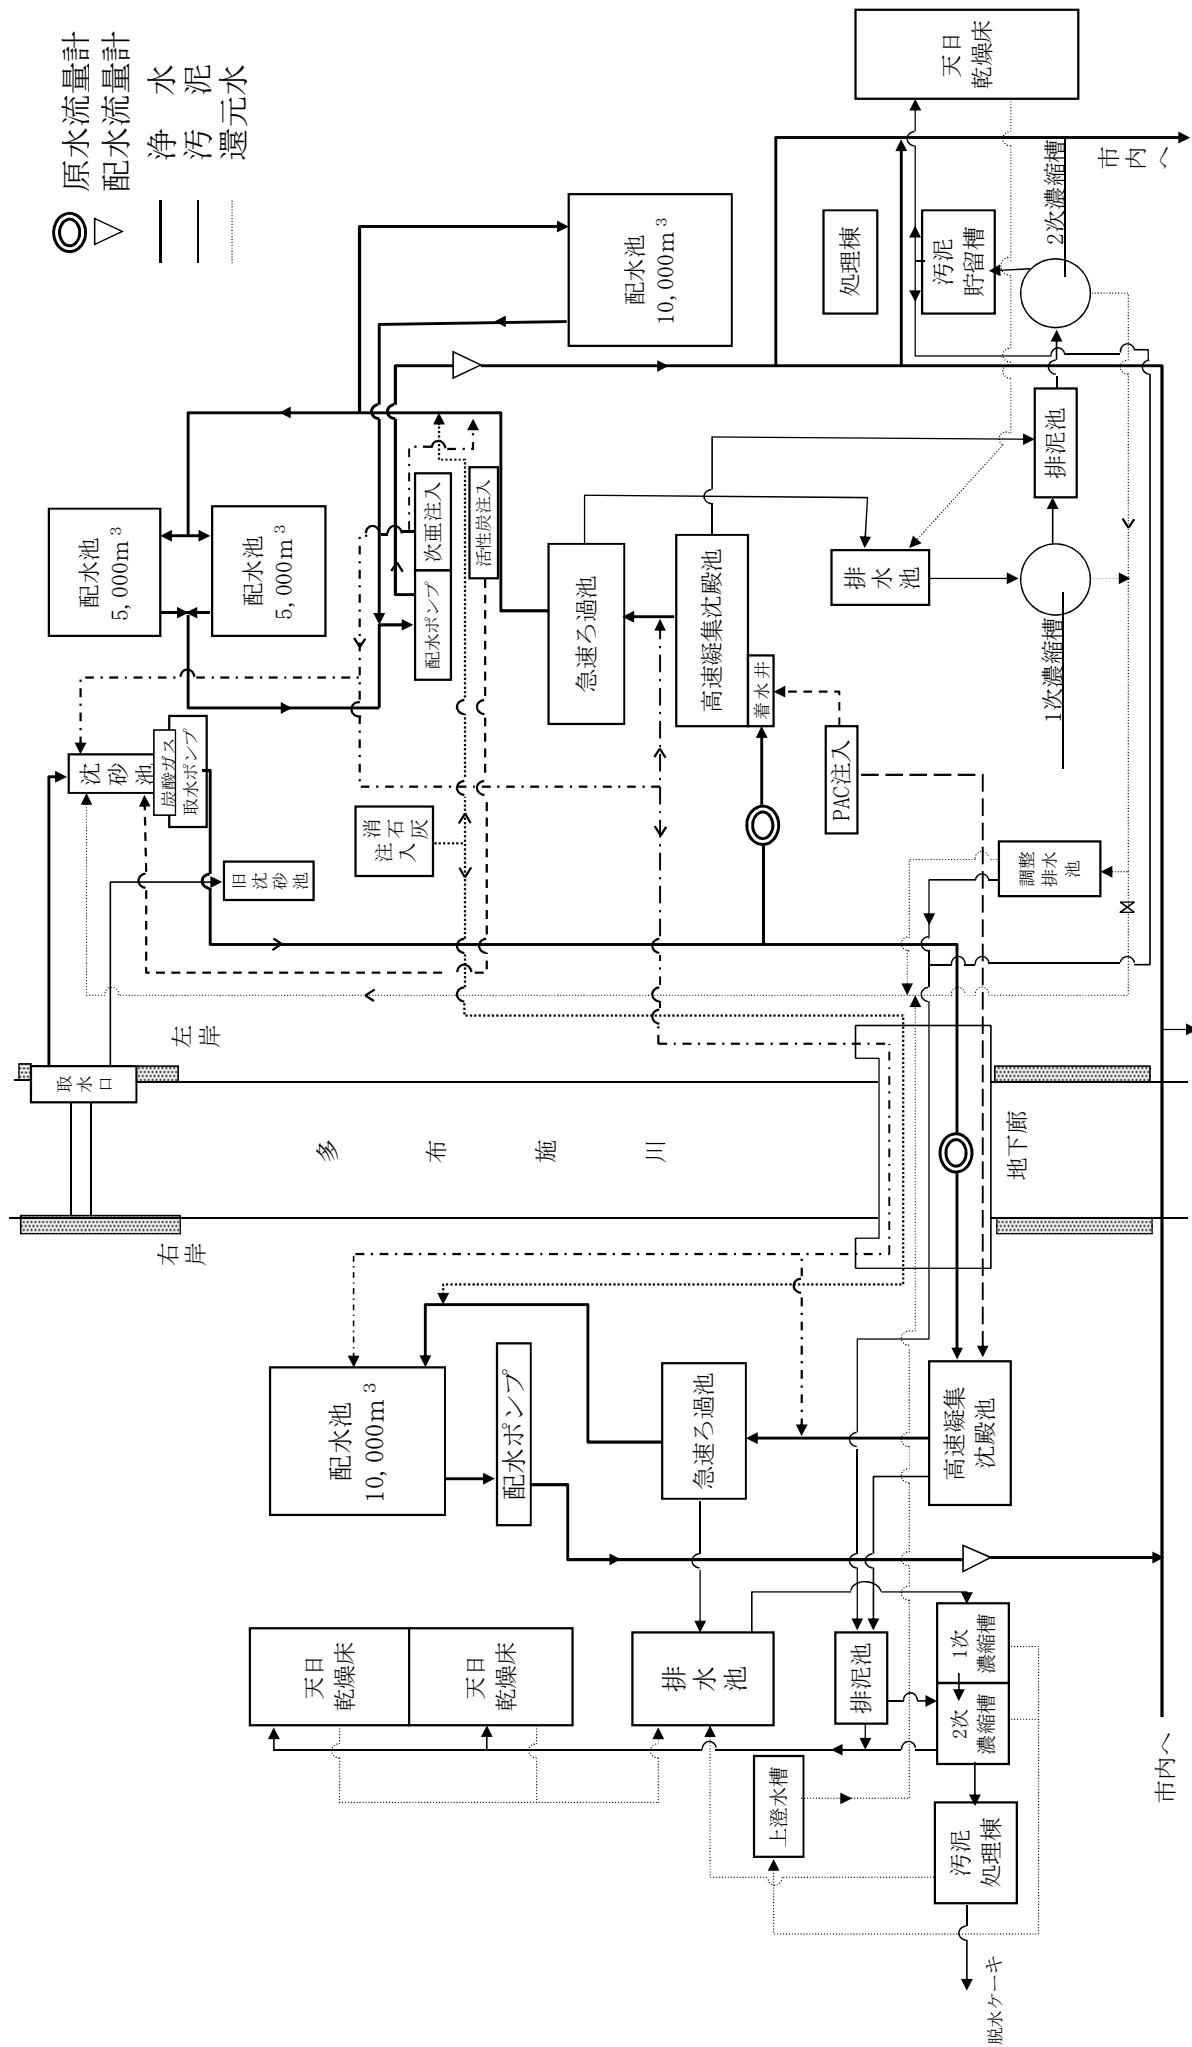 原水流量計
配水流量計
浄　水
汚　泥
還元水
天日
乾燥床
市
内
へ
配水池
10,000m³
処理棟
汚泥
貯留槽
2次濃縮槽
配水池
5,000m³
配水池
5,000m³
次亜注入
配水ポンプ
活性炭注入
急速ろ過池
高速凝集沈殿池
着水井
排泥池
排
水
池
1次濃縮槽
沈
砂
池
炭酸ガス
取水ポンプ
旧
沈
砂
池
消石灰
注入
PAC注入
調整
排水
池
左
岸
取
水
口
多　布　施　川
地下廊
右
岸
配水池
10,000m³
配水ポンプ
急速ろ過池
高速凝集
沈殿池
天日
乾燥床
天日
乾燥床
排
水
池
排泥池
1次
濃縮槽
2次
濃縮槽
上澄水槽
汚泥
処理棟
市内へ
脱水ケーキ